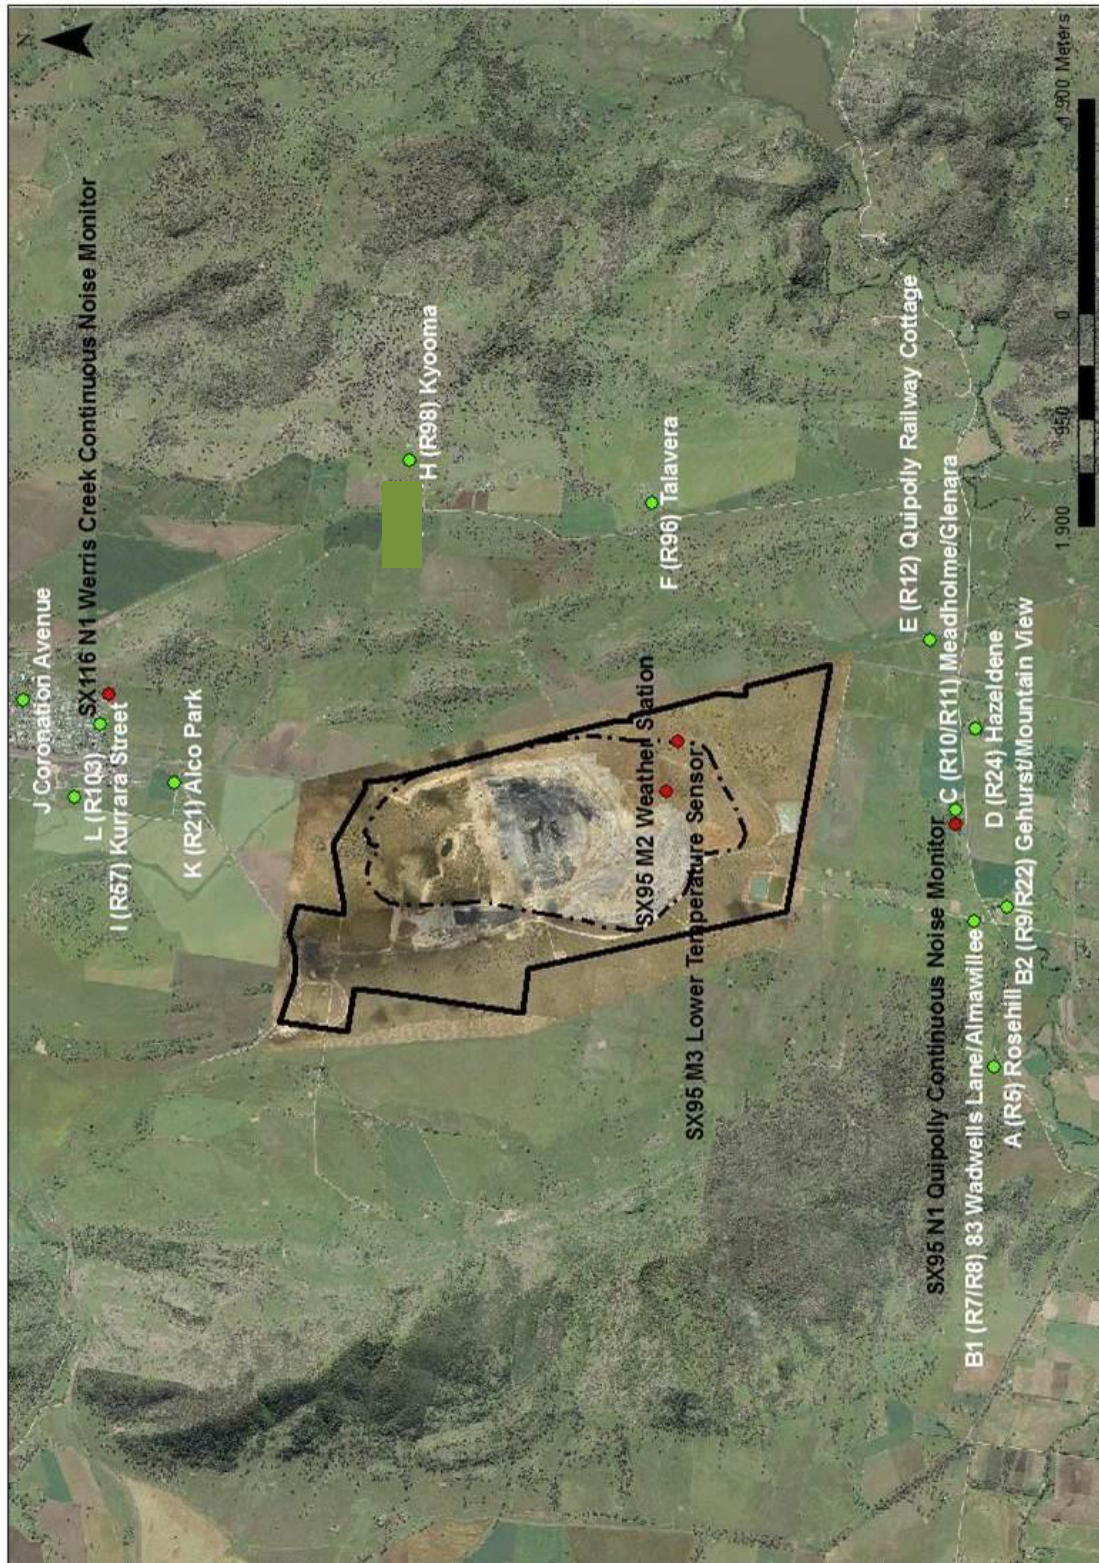 N
J Coronation Avenue
SX116 N1 Werris Creek Continuous Noise Monitor
L (R103)
I (R57) Kurrara Street
K (R21) Alco Park
H (R98) Kyooma
F (R96) Talavera
SX95 M2 Weather Station
SX95 M3 Lower Temperature Sensor
E (R12) Quipolly Railway Cottage
SX95 N1 Quipolly Continuous Noise Monitor
C (R10/R11) Meadholme/Glenara
B1 (R7/R8) 83 Wadwells Lane/Almawillee
D (R24) Hazeldene
A (R5) Rosehill
B2 (R9/R22) Gehurst/Mountain View
1,900 950 0 1,900 Meters